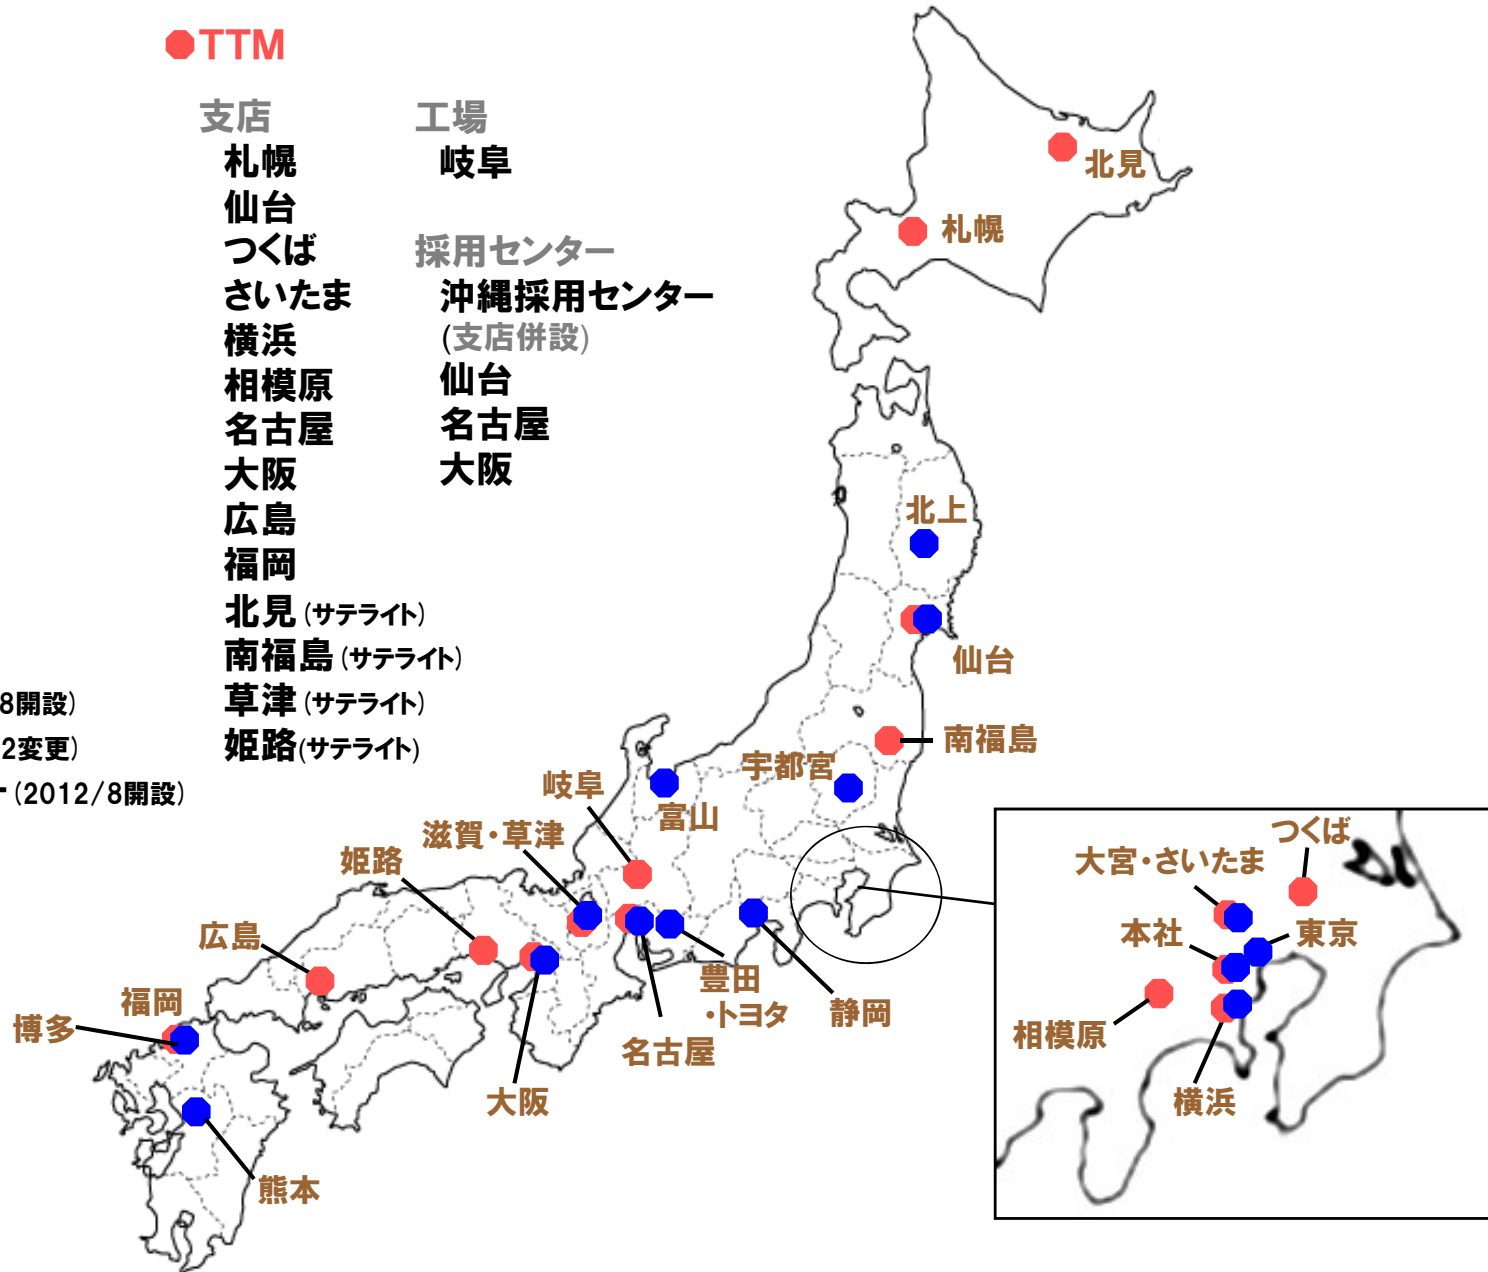 TTM
支店
札幌
仙台
つくば
さいたま
横浜
相模原
名古屋
大阪
広島
福岡
北見 (サテライト)
南福島 (サテライト)
草津 (サテライト)
姫路(サテライト)
工場
岐阜
採用センター
沖縄採用センター
(支店併設)
仙台
名古屋
大阪
8開設)
2変更)
(2012/8開設)
北見
札幌
北上
仙台
南福島
宇都宮
富山
岐阜
滋賀・草津
姫路
広島
福岡
博多
熊本
大阪
名古屋
豊田
・トヨタ
静岡
つくば
大宮・さいたま
本社
東京
相模原
横浜